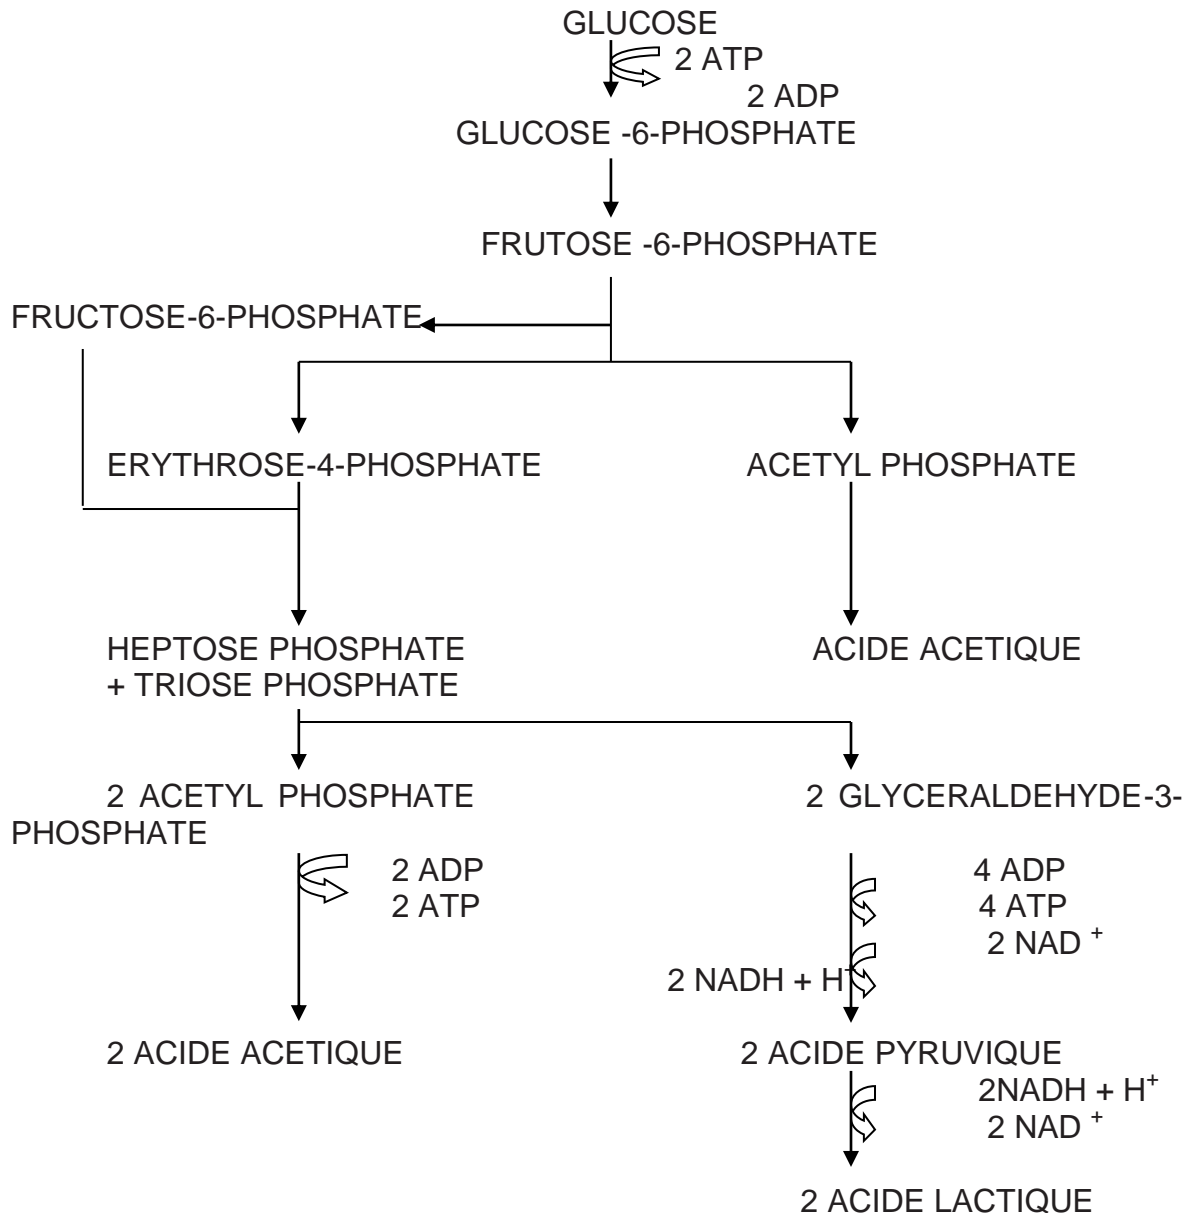 GLUCOSE
2 ATP
2 ADP
GLUCOSE -6-PHOSPHATE
FRUTOSE -6-PHOSPHATE
FRUCTOSE-6-PHOSPHATE
ERYTHROSE-4-PHOSPHATE ACETYL PHOSPHATE
HEPTOSE PHOSPHATE ACIDE ACETIQUE
+ TRIOSE PHOSPHATE
2 ACETYL PHOSPHATE 2 GLYCERALDEHYDE-3-
PHOSPHATE
2 ADP 4 ADP
2 ATP 4 ATP
2 NAD +
2 NADH + H+
2 ACIDE ACETIQUE 2 ACIDE PYRUVIQUE
2NADH + H+
2 NAD +
2 ACIDE LACTIQUE